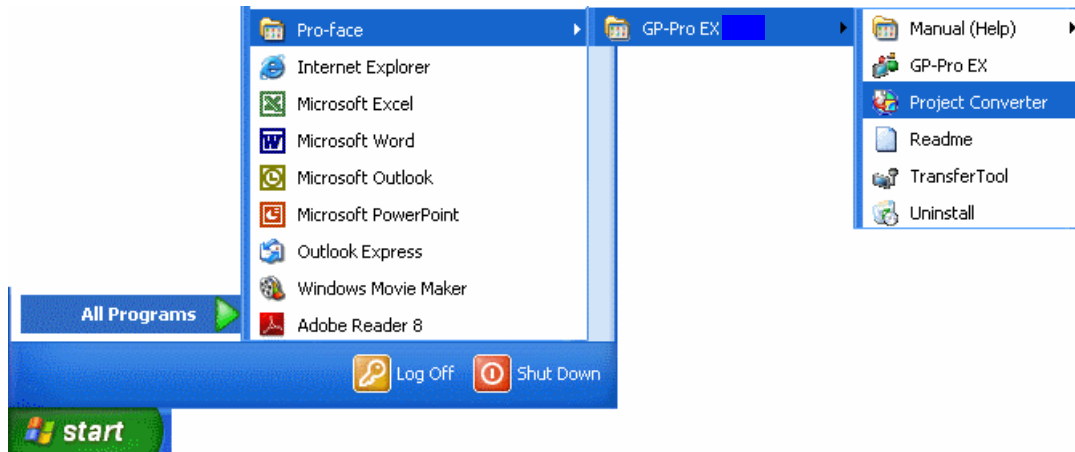 Pro-face
Internet Explorer
Microsoft Excel
Microsoft Word
Microsoft Outlook
Microsoft PowerPoint
Outlook Express
Windows Movie Maker
Adobe Reader 8
GP-Pro EX
Manual (Help)
GP-Pro EX
Project Converter
Readme
TransferTool
Uninstall
All Programs
Log Off
Shut Down
start